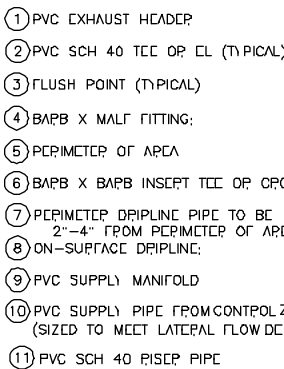 ① PVC EXHAUST HEADER
② PVC SCH 40 TEE OR EL (TYPICAL)
③ FLUSH POINT (TYPICAL)
④ BARB X MALE FITTING;
⑤ PERIMETER OF AREA
⑥ BARB X BARB INSERT TEE OR CRO
⑦ PERIMETER DRIPLINE PIPE TO BE
2"-4" FROM PERIMETER OF ARE
⑧ ON-SURFACE DRIPLINE;
⑨ PVC SUPPLY MANIFOLD
⑩ PVC SUPPLY PIPE FROM CONTROL Z
(SIZED TO MEET LATERAL FLOW DE
⑪ PVC SCH 40 RISER PIPE